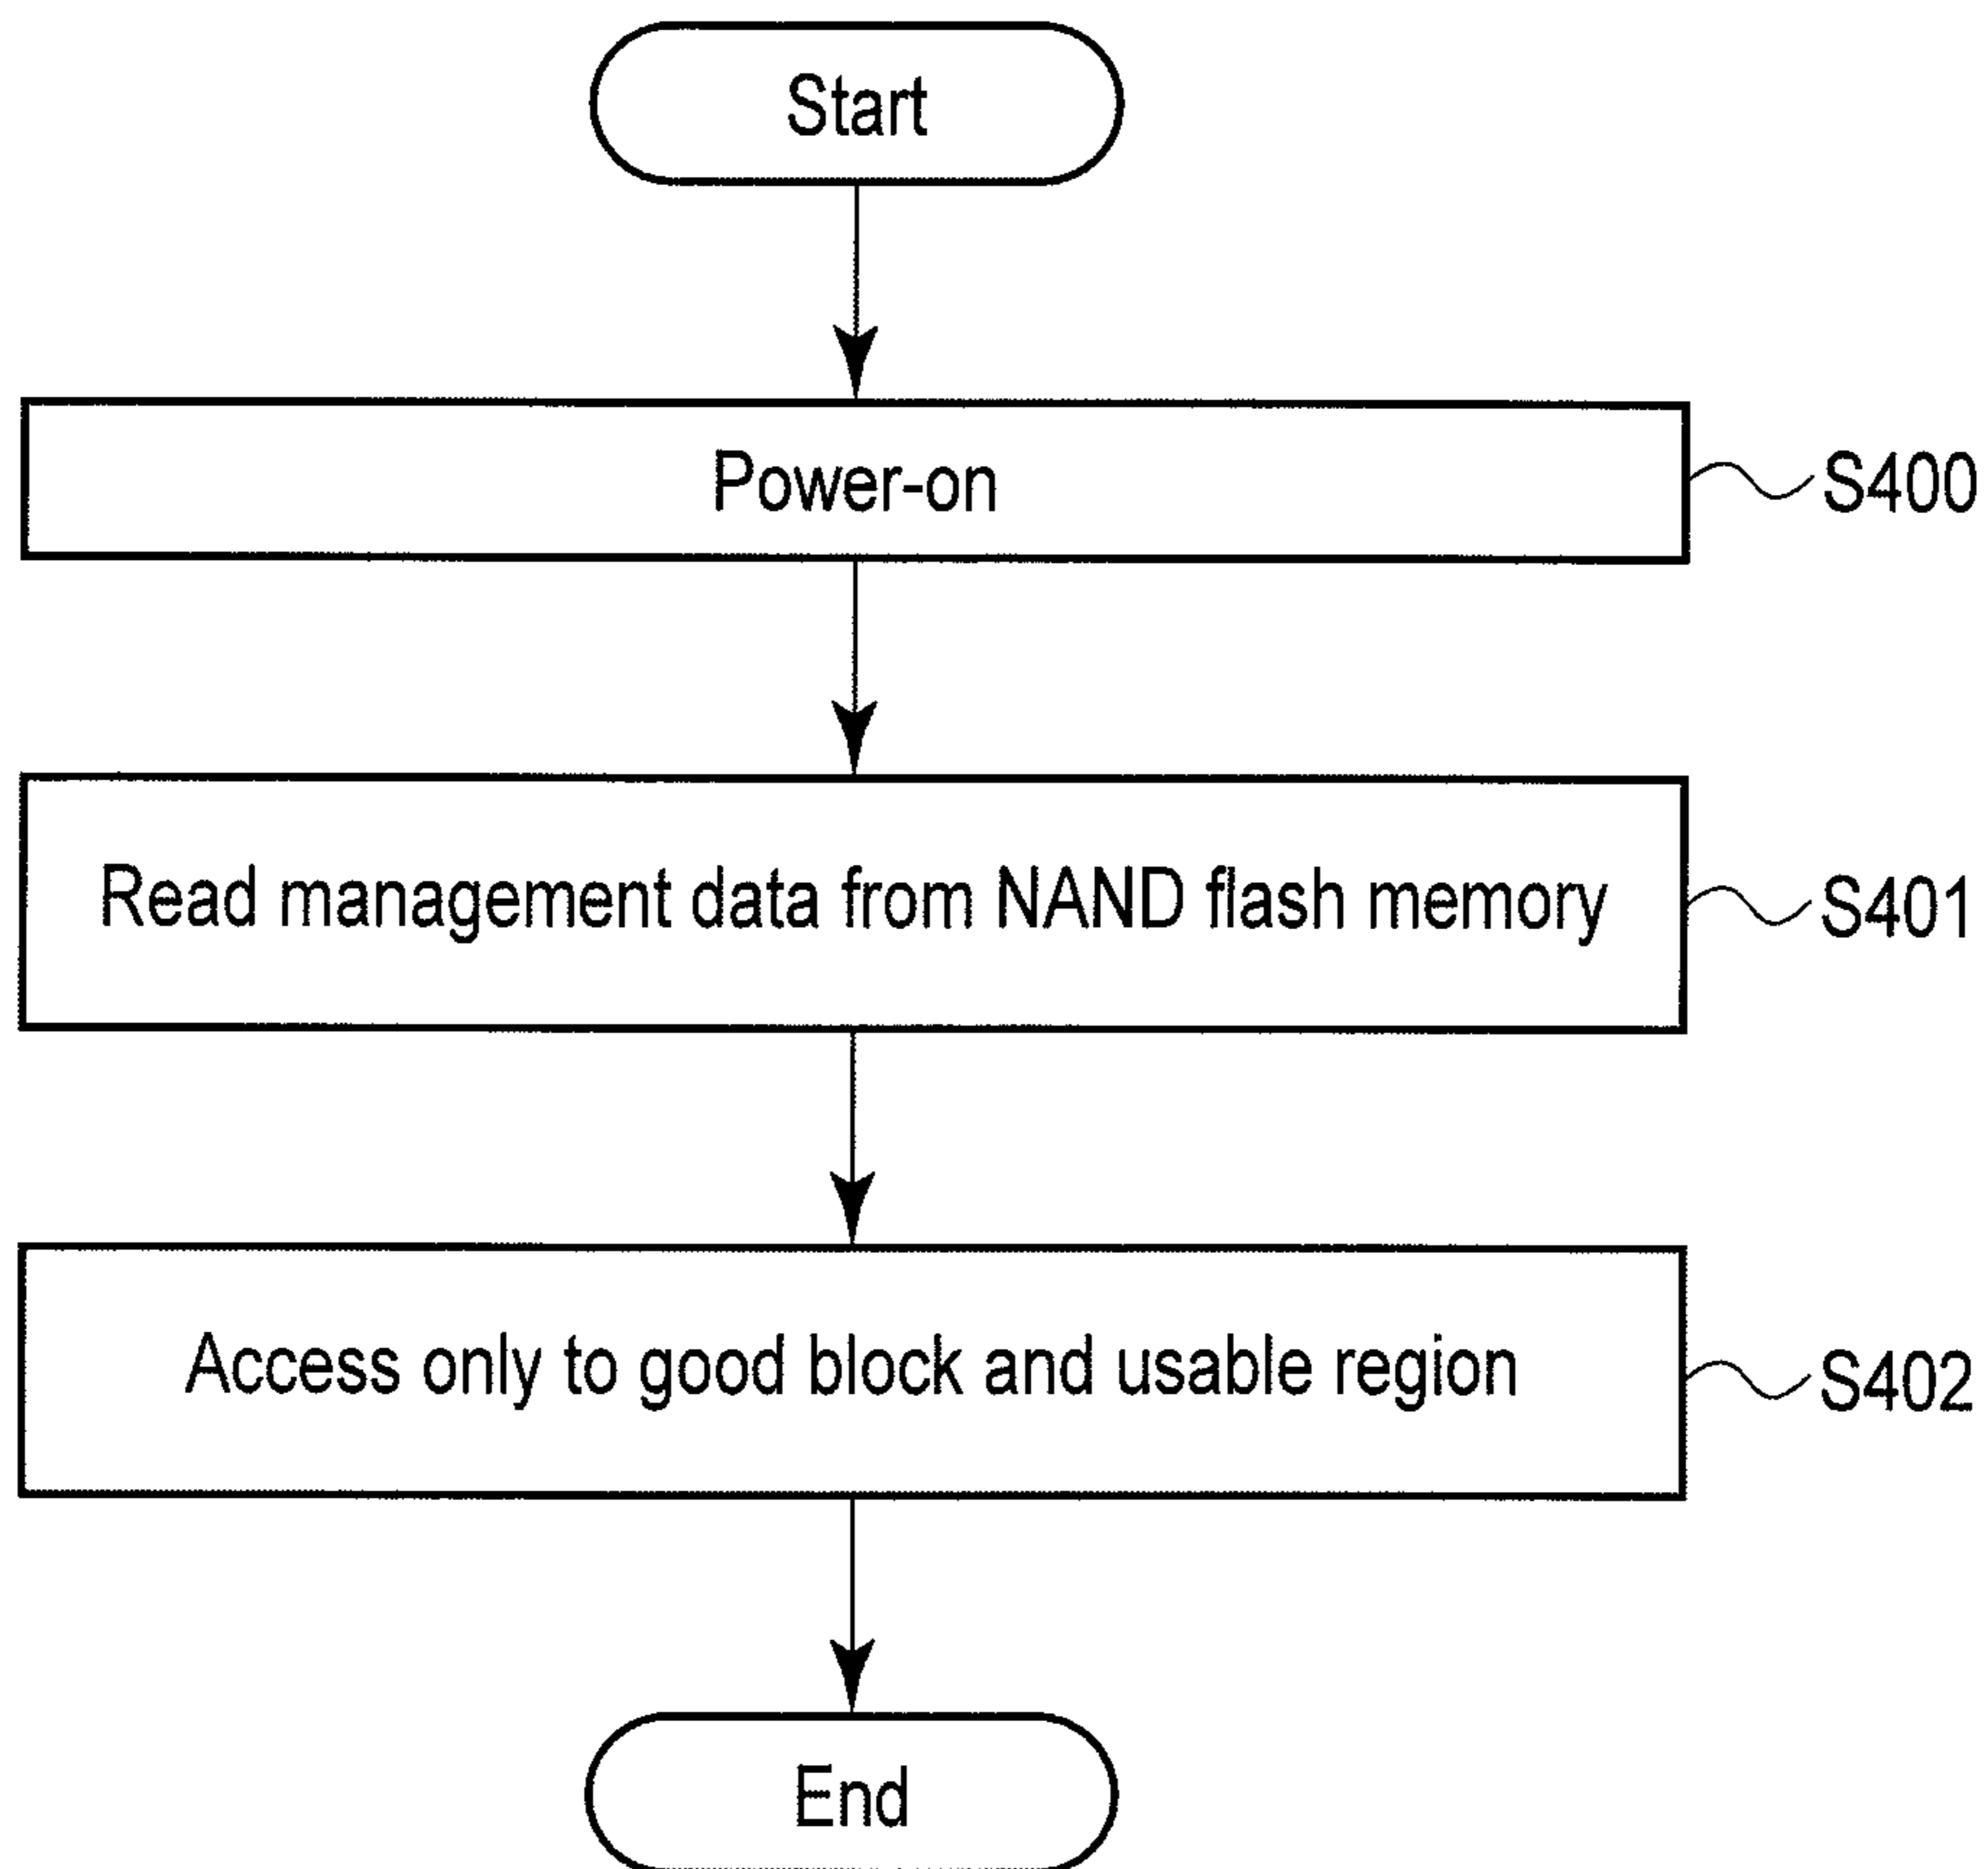 Start
Power-on
S400
Read management data from NAND flash memory
S401
Access only to good block and usable region
S402
End